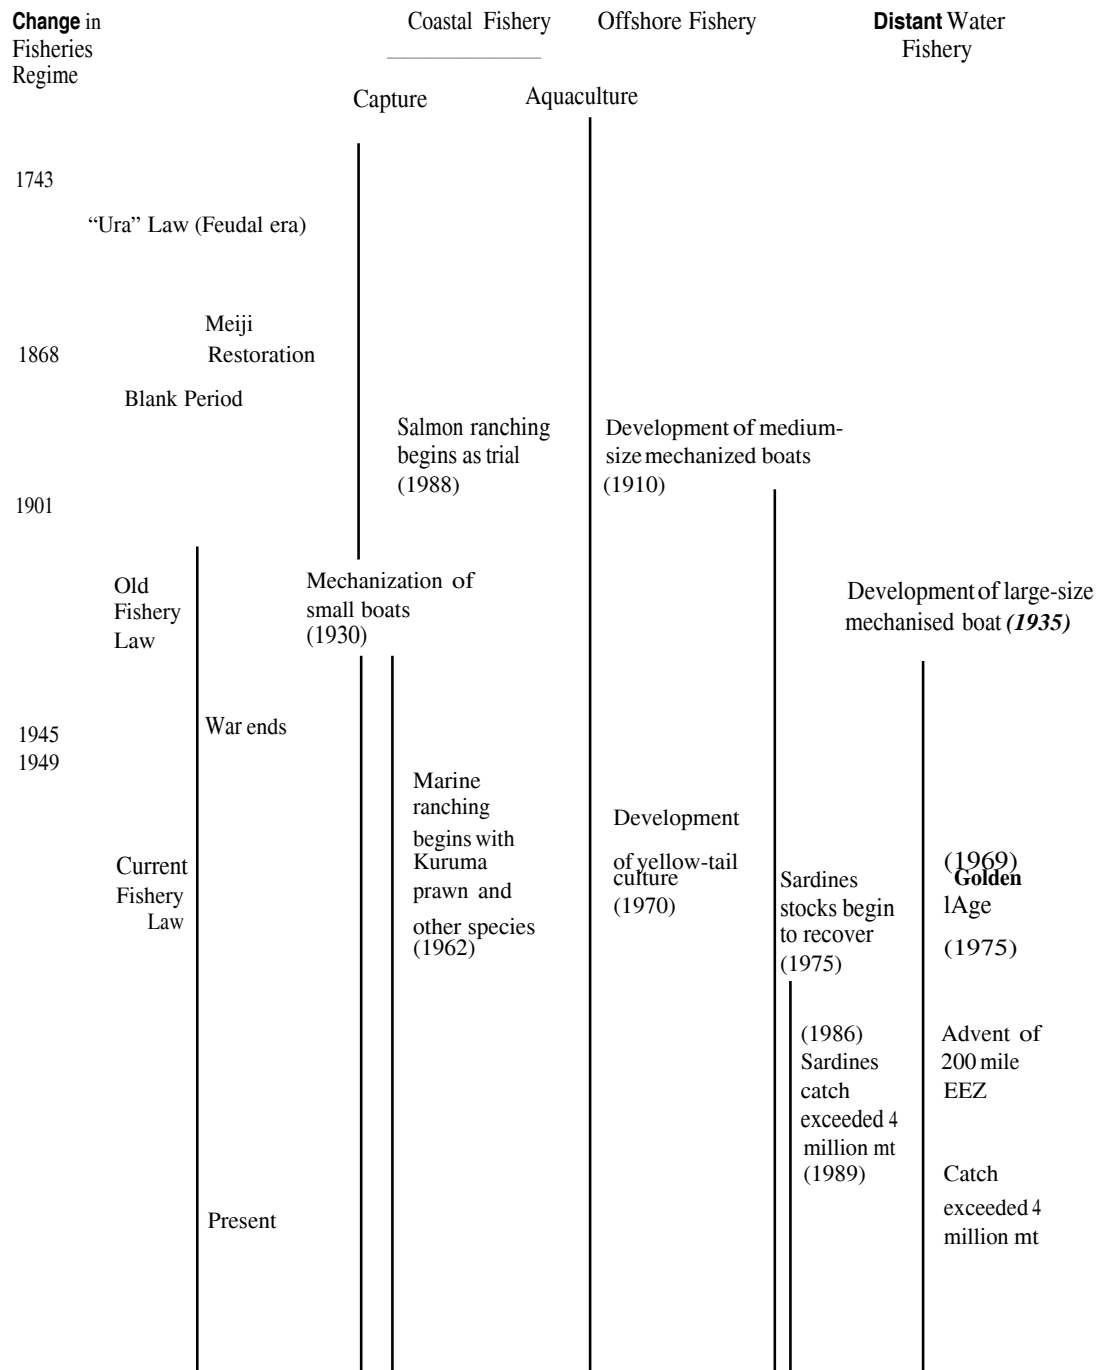 Change in
Fisheries
Regime
Coastal Fishery
Offshore Fishery
Distant Water
Fishery
Capture
Aquaculture
1743
“Ura” Law (Feudal era)
Meiji
1868
Restoration
Blank Period
Salmon ranching
begins as trial
(1988)
Development of medium-
size mechanized boats
(1910)
1901
Old
Fishery
Law
Mechanization of
small boats
(1930)
Development of large-size
mechanised boat (1935)
War ends
1945
1949
Marine
ranching
begins with
Kuruma
prawn and
other species
(1962)
Development
of yellow-tail
culture
(1970)
Current
Fishery
Law
Sardines
stocks begin
to recover
(1975)
(1969)
Golden
lAge
(1975)
(1986)
Sardines
catch
exceeded 4
million mt
(1989)
Advent of
200 mile
EEZ
Catch
exceeded 4
million mt
Present